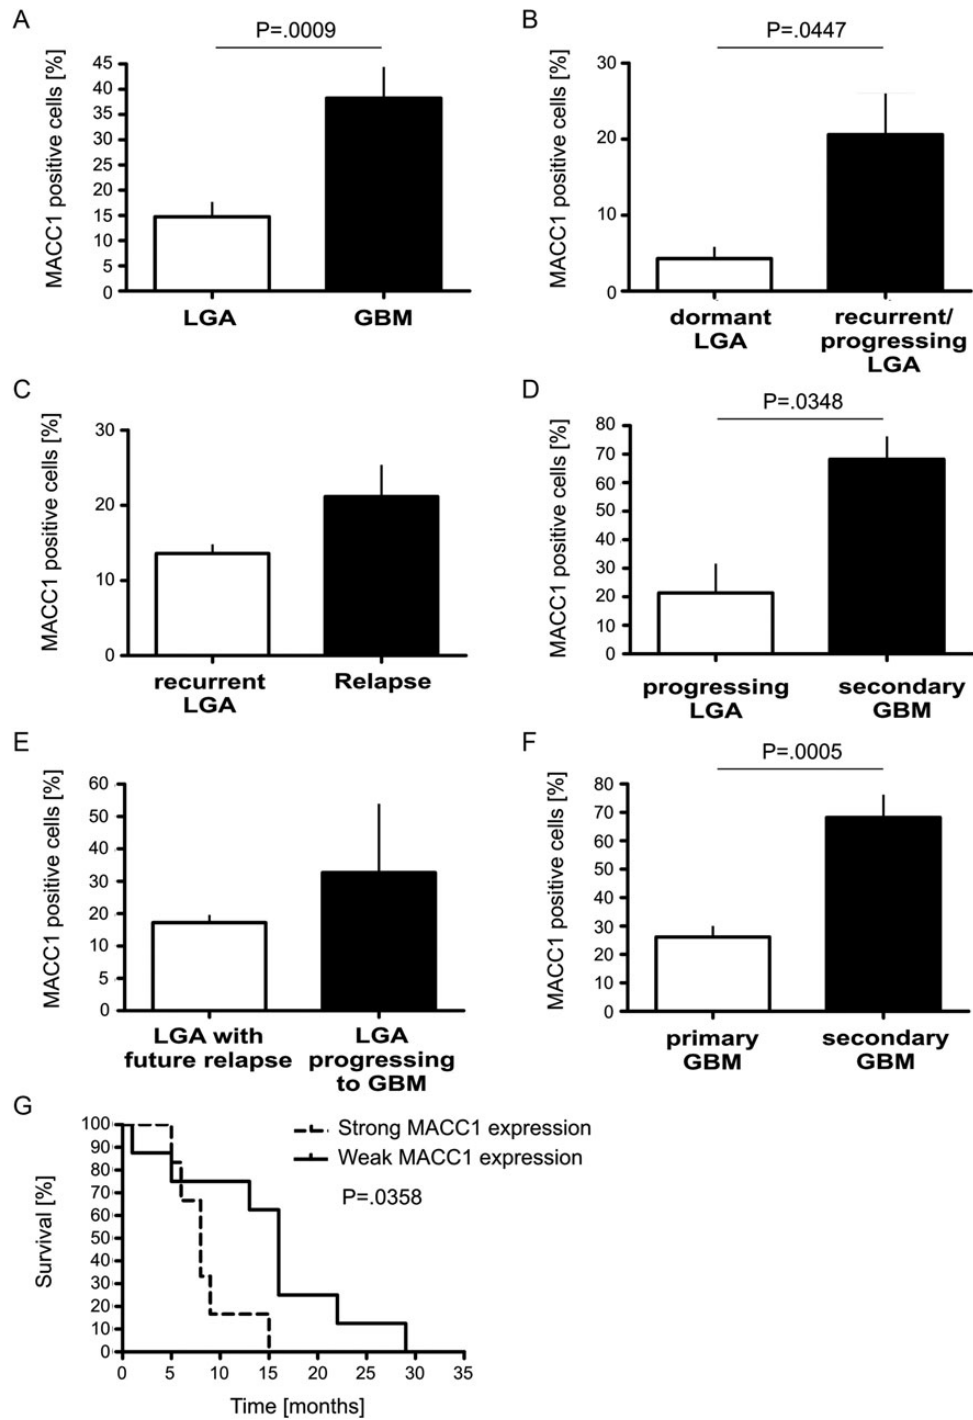 A
P=.0009
MACC1 positive cells [%]
45
40
35
30
25
20
15
10
5
0
LGA
GBM
B
P=.0447
MACC1 positive cells [%]
30
20
10
0
dormant
LGA
recurrent/
progressing
LGA
C
MACC1 positive cells [%]
30
20
10
0
recurrent
LGA
Relapse
D
P=.0348
MACC1 positive cells [%]
80
70
60
50
40
30
20
10
0
progressing
LGA
secondary
GBM
E
MACC1 positive cells [%]
60
50
40
30
20
10
5
0
LGA with
future relapse
LGA
progressing
to GBM
F
P=.0005
MACC1 positive cells [%]
80
70
60
50
40
30
20
10
0
primary
GBM
secondary
GBM
G
Survival [%]
100
90
80
70
60
50
40
30
20
10
0
Strong MACC1 expression
Weak MACC1 expression
P=.0358
0 5 10 15 20 25 30 35
Time [months]